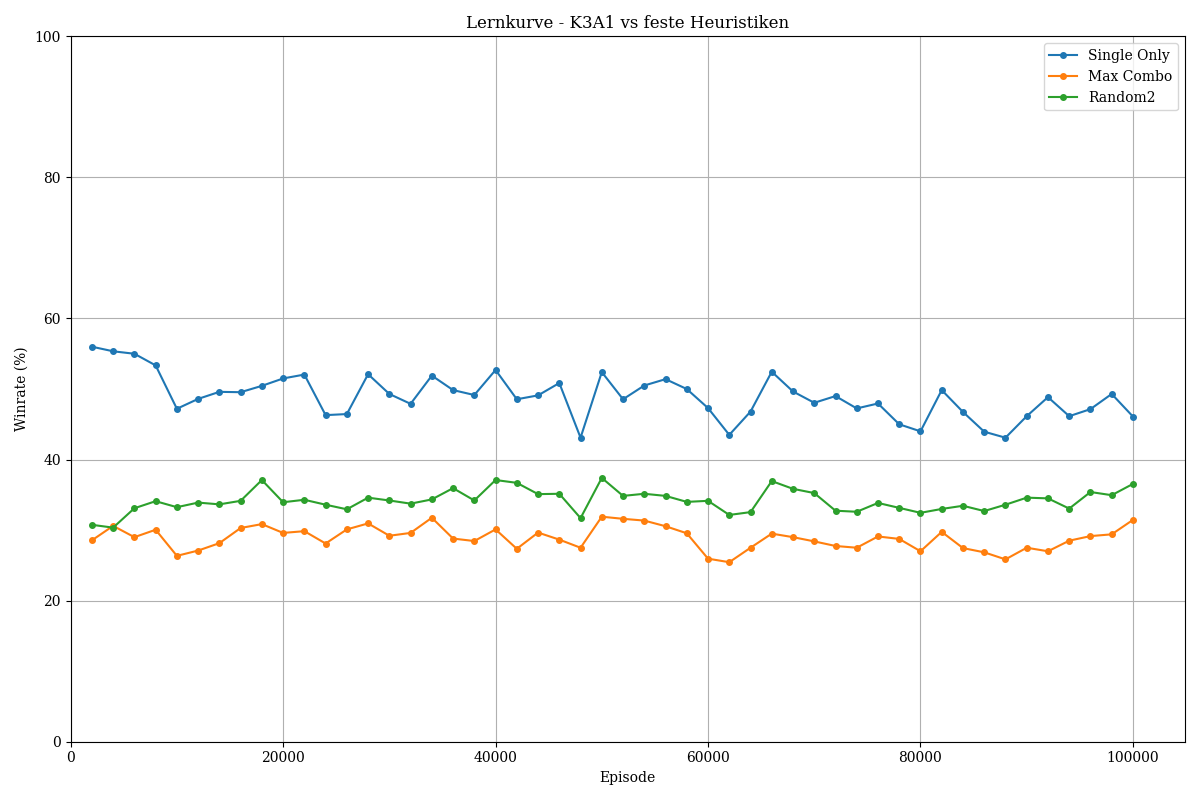 Lernkurve - K3A1 vs feste Heuristiken
Single Only
Max Combo
Random2
Winrate (%)
100
80
60
40
20
0
0 20000 40000 60000 80000 100000
Episode